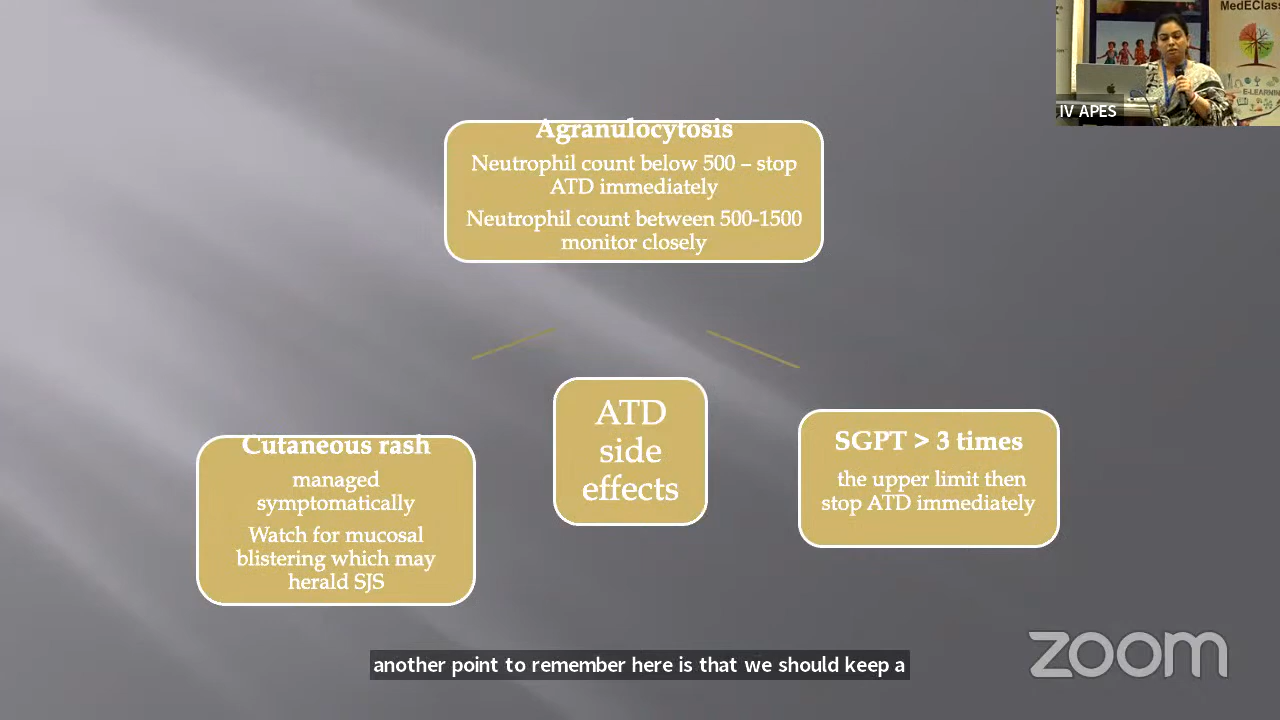 MedEClass
E-LEARNING
IV APES
Agranulocytosis
Neutrophil count below 500 – stop
ATD immediately
Neutrophil count between 500-1500
monitor closely
ATD
side
effects
Cutaneous rash
managed
symptomatically
Watch for mucosal
blistering which may
herald SJS
SGPT > 3 times
the upper limit then
stop ATD immediately
another point to remember here is that we should keep a
zoom